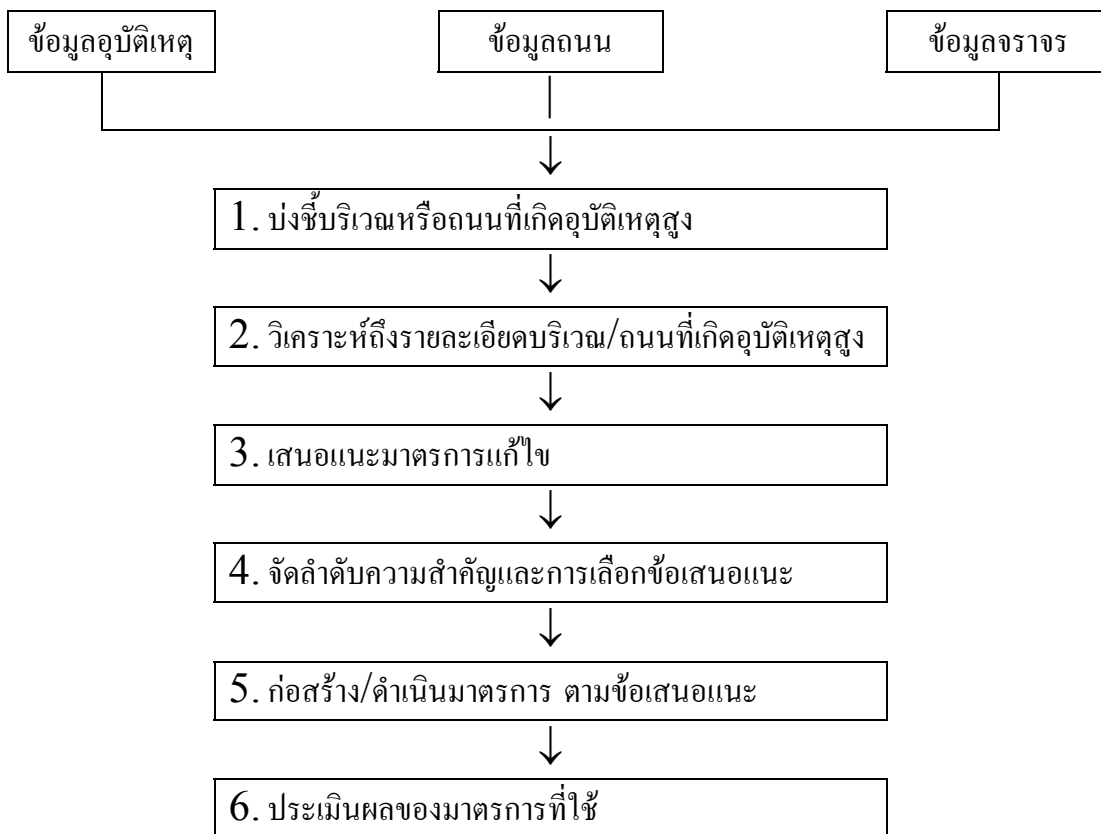 ข้อมูลอุบัติเหตุ
ข้อมูลถนน
ข้อมูลจราจร
1. บ่งชี้บริเวณหรือถนนที่เกิดอุบัติเหตุสูง
2. วิเคราะห์ถึงรายละเอียดบริเวณ/ถนนที่เกิดอุบัติเหตุสูง
3. เสนอแนะมาตรการแก้ไข
4. จัดลำดับความสำคัญและการเลือกข้อเสนอแนะ
5. ก่อสร้าง/ดำเนินมาตรการ ตามข้อเสนอแนะ
6. ประเมินผลของมาตรการที่ใช้